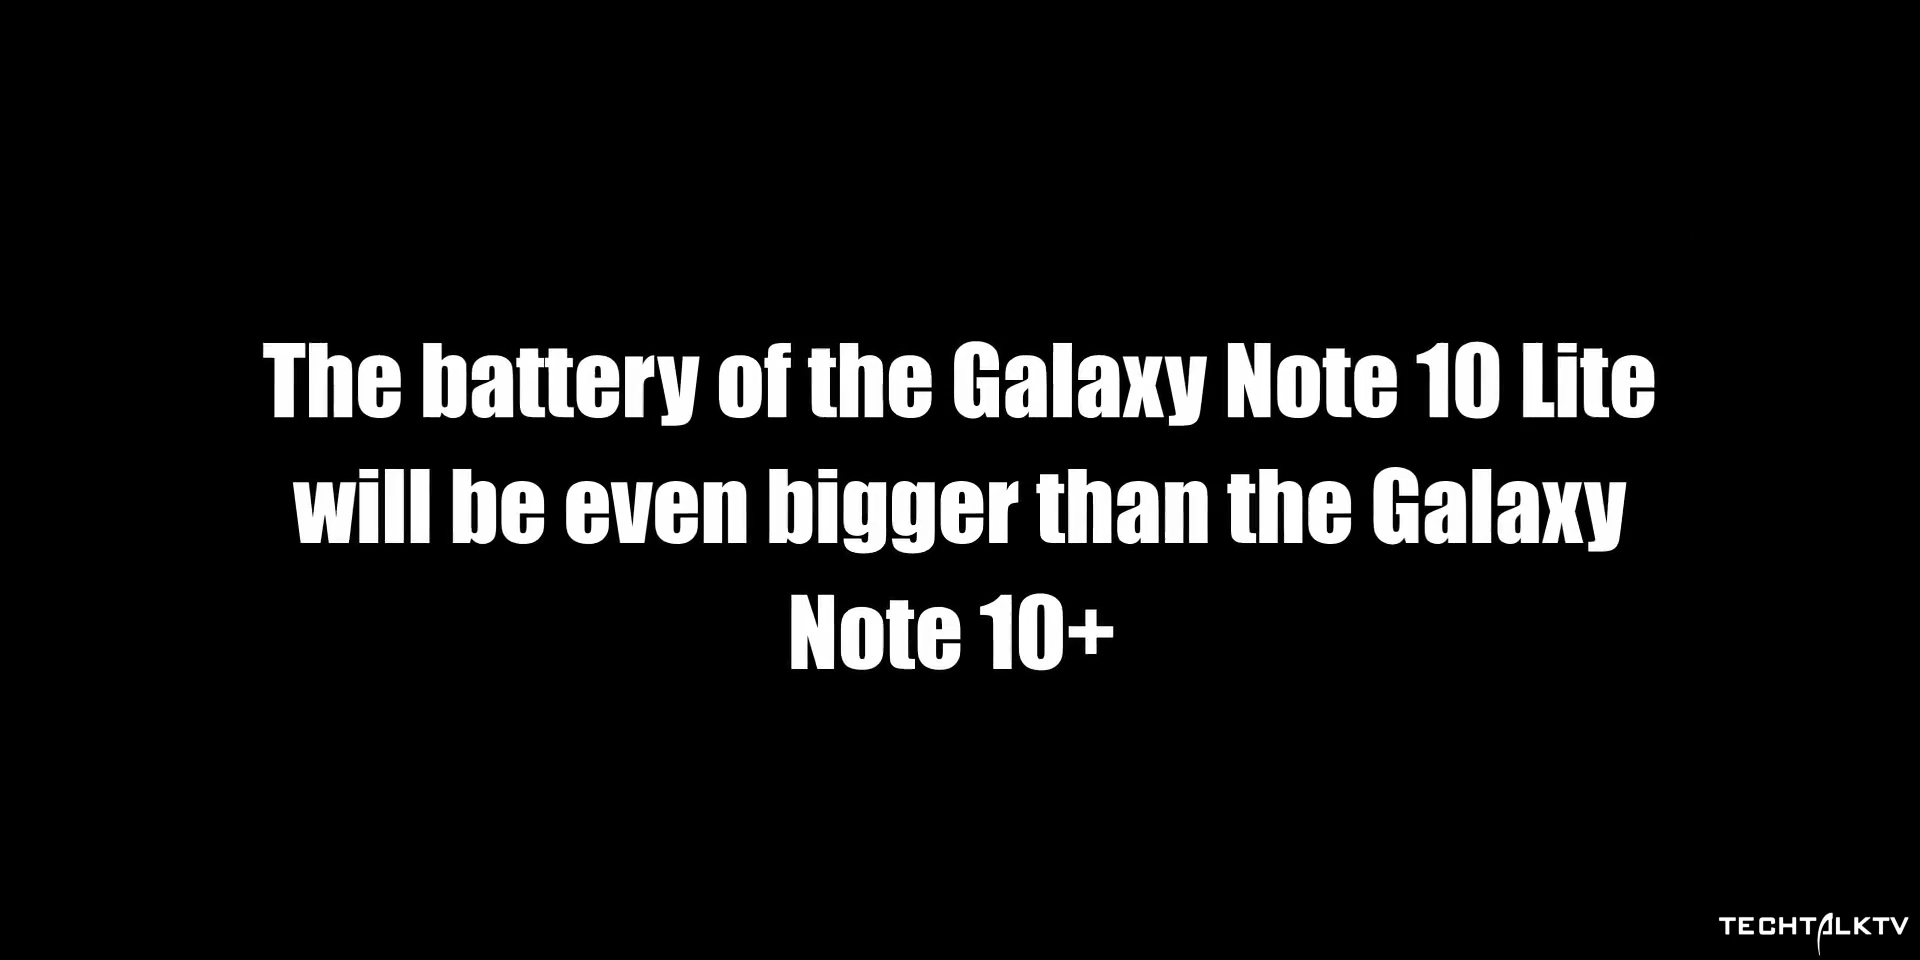 The battery of the Galaxy Note 10 Lite
will be even bigger than the Galaxy
Note 10+
TECHTALKTV